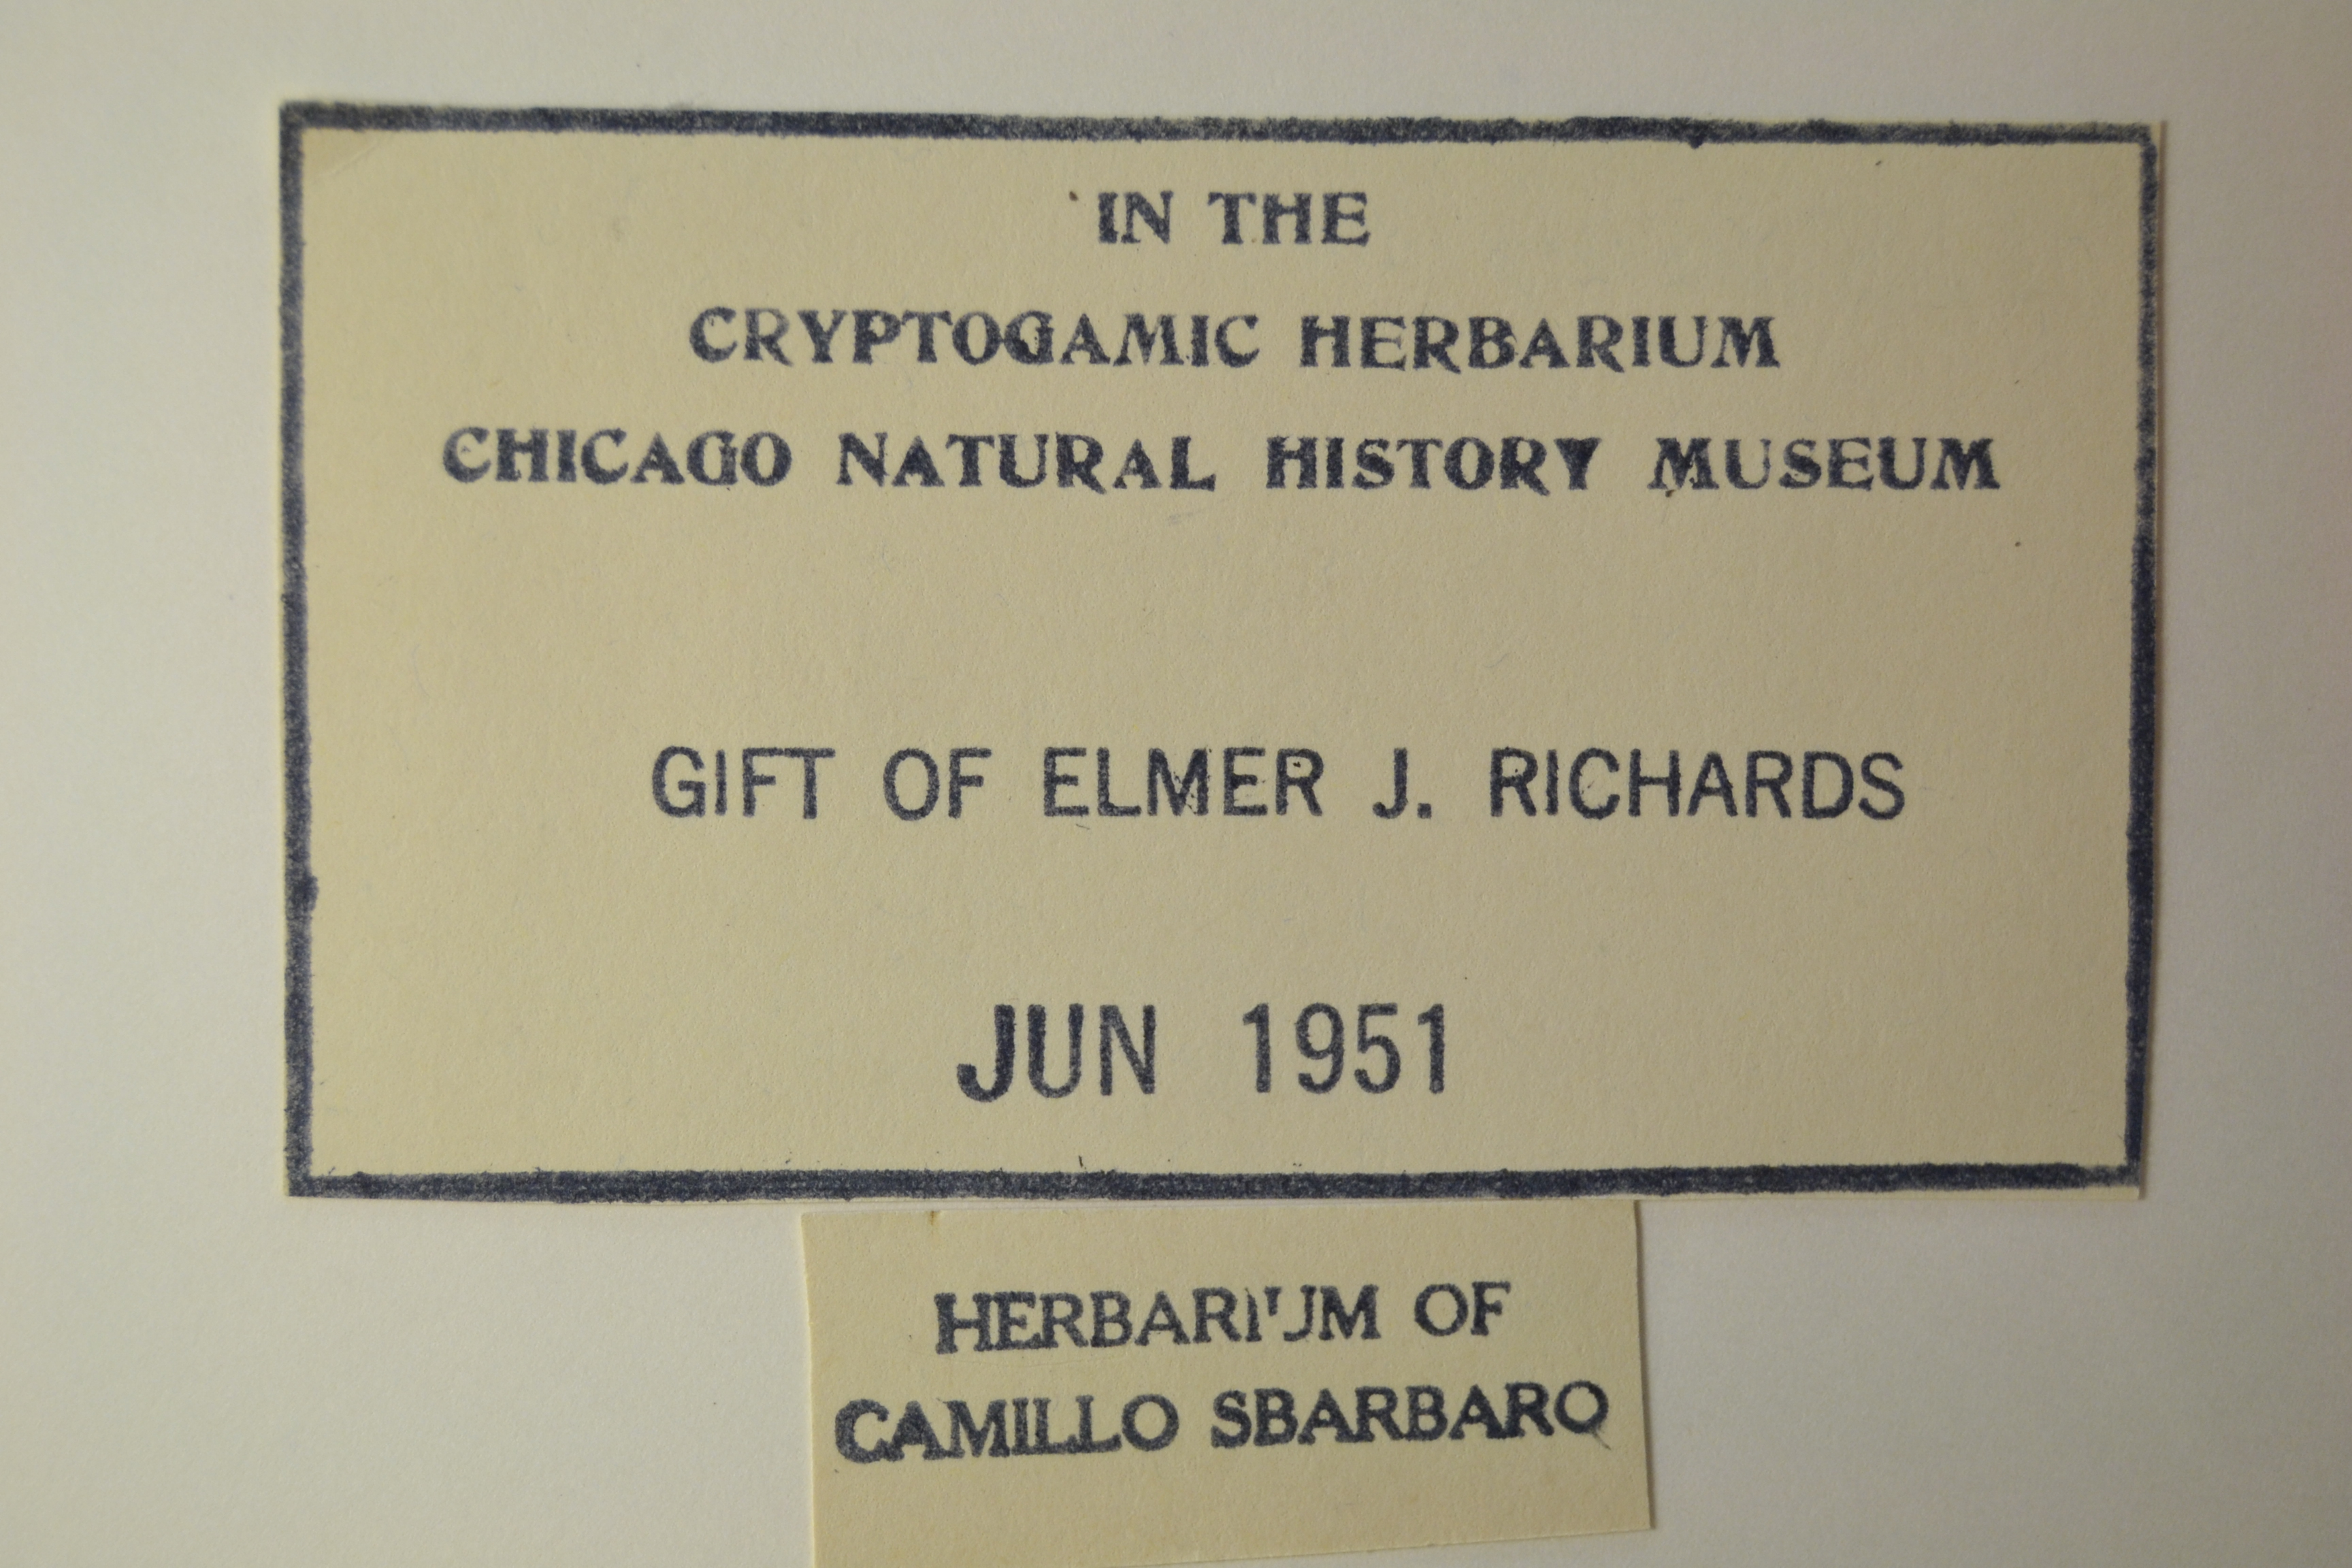 IN THE
CRYPTOGAMIC HERBARIUM
CHICAGO NATURAL HISTORY MUSEUM
GIFT OF ELMER J. RICHARDS
JUN 1951
HERBARIUM OF
CAMILLO SBARBARO